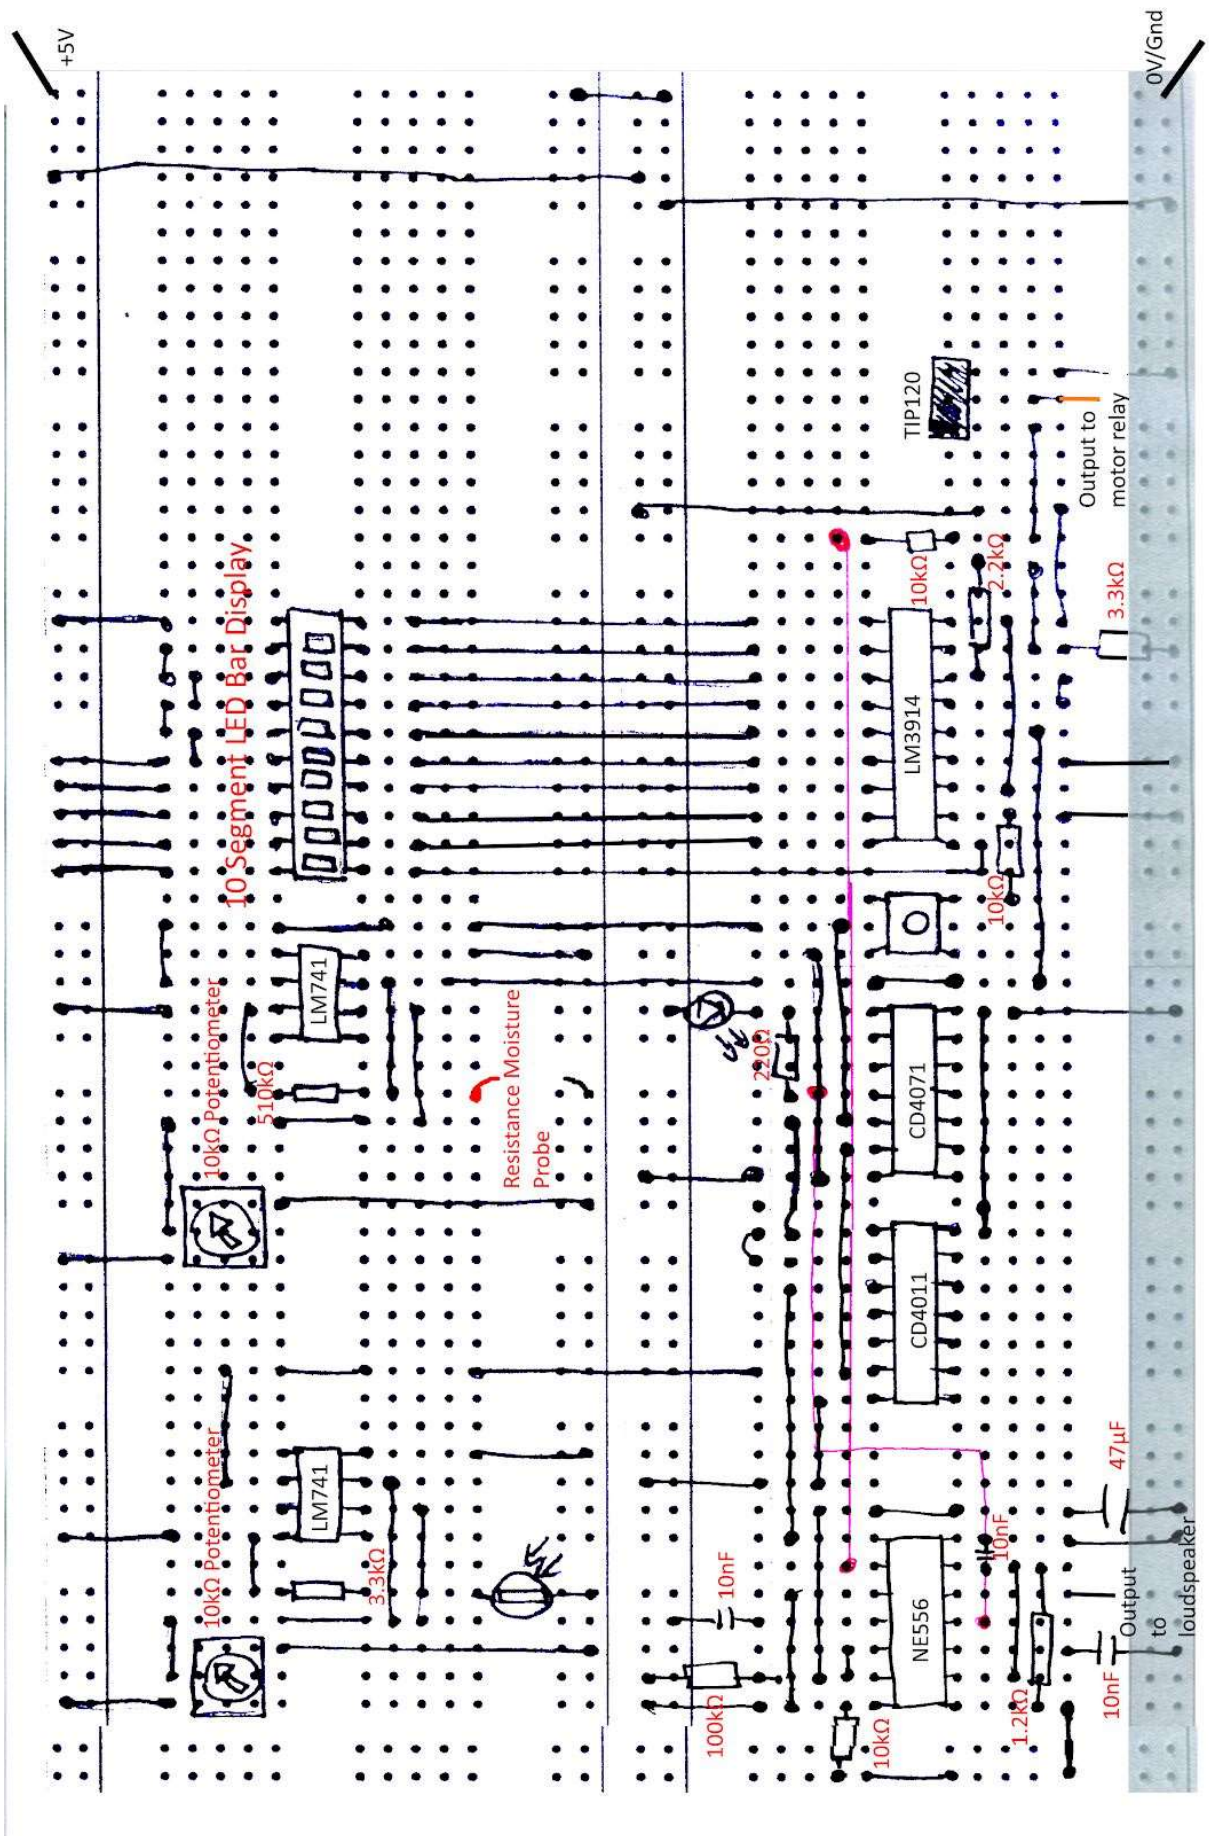 +5V
0V/Gnd
TIP120
Output to
motor relay
10 Segment LED Bar Display
10kΩ
2.2kΩ
3.3kΩ
LM3914
10kΩ
10kΩ Potentiometer
LM741
510kΩ
Resistance Moisture
Probe
220Ω
CD4071
CD4011
10kΩ Potentiometer
LM741
3.3kΩ
10nF
100kΩ
10kΩ
NE556
10nF
47µF
1.2kΩ
10nF
Output
to
loudspeaker